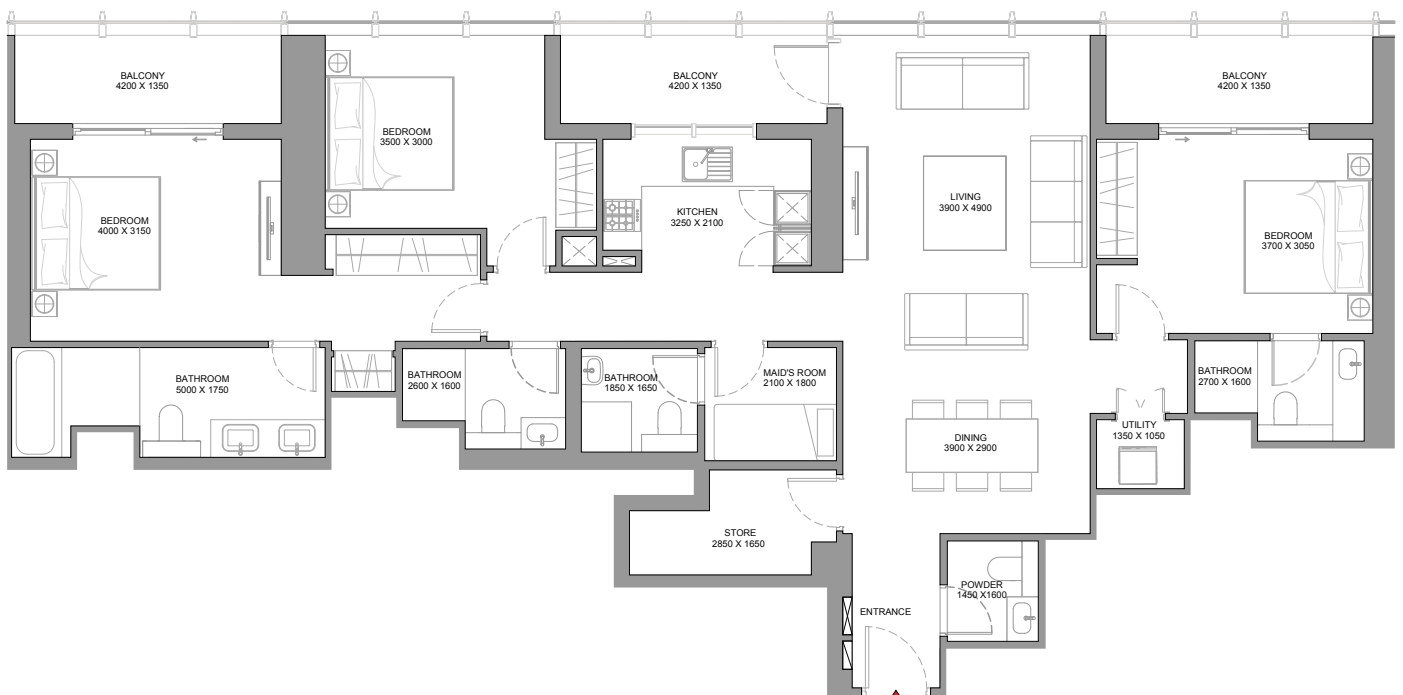 BALCONY
4200 X 1350
BALCONY
4200 X 1350
BALCONY
4200 X 1350
BEDROOM
3500 X 3000
BEDROOM
4000 X 3150
KITCHEN
3250 X 2100
LIVING
3900 X 4900
BEDROOM
3700 X 3050
BATHROOM
5000 X 1750
BATHROOM
2600 X 1600
BATHROOM
1850 X 1650
MAID'S ROOM
2100 X 1800
BATHROOM
2700 X 1600
DINING
3900 X 2900
UTILITY
1350 X 1050
STORE
2850 X 1650
POWDER
1450 X1600
ENTRANCE